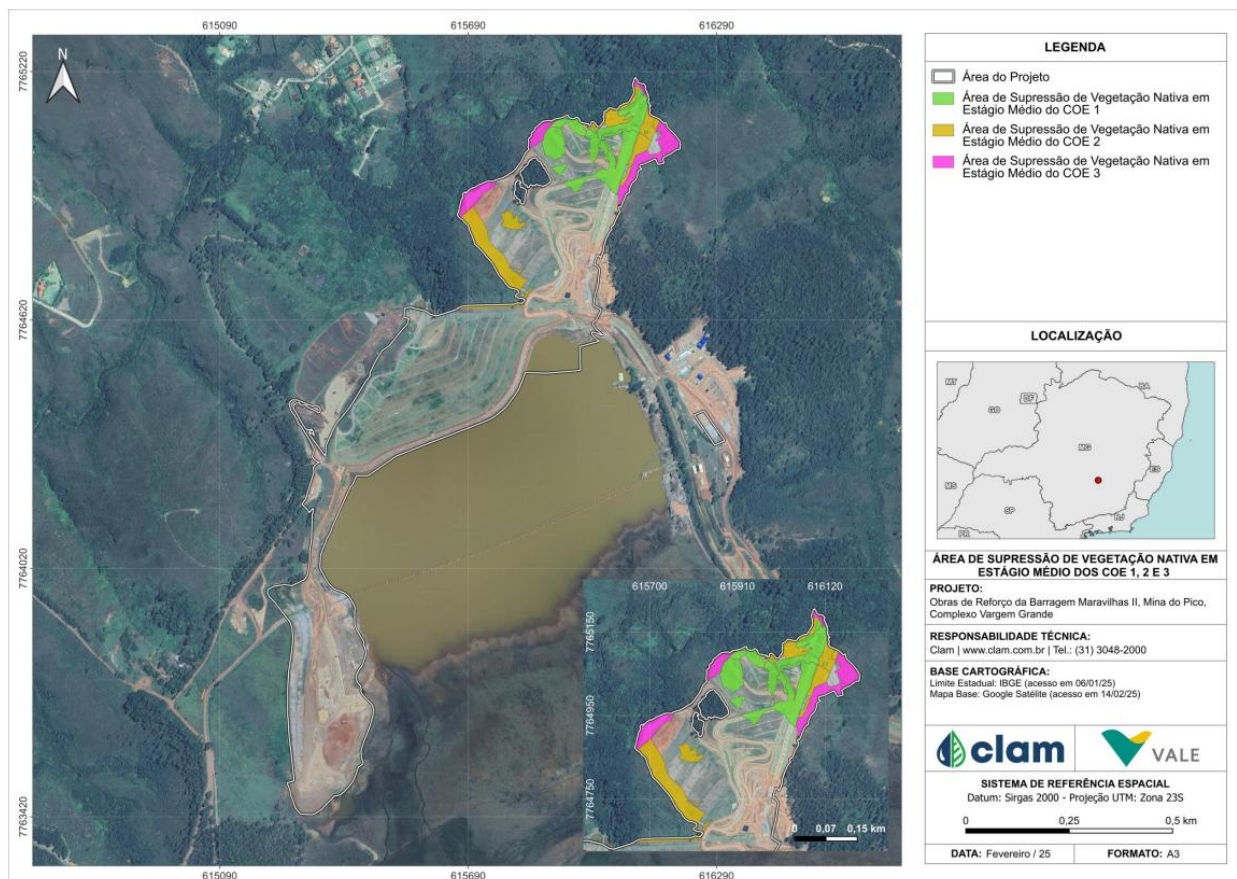 615090
615690
616290
N
7765220
7764620
7764020
7763420
615090
615690
616290
615700
615910
616120
7765150
7764950
7764750
0
0,07
0,15 km
LEGENDA
Área do Projeto
Área de Supressão de Vegetação Nativa em
Estágio Médio do COE 1
Área de Supressão de Vegetação Nativa em
Estágio Médio do COE 2
Área de Supressão de Vegetação Nativa em
Estágio Médio do COE 3
LOCALIZAÇÃO
MT
BA
DF
GO
MG
ES
MS
SP
RJ
PR
ÁREA DE SUPRESSÃO DE VEGETAÇÃO NATIVA EM
ESTÁGIO MÉDIO DOS COE 1, 2 E 3
PROJETO:
Obras de Reforço da Barragem Maravilhas II, Mina do Pico,
Complexo Vargem Grande
RESPONSABILIDADE TÉCNICA:
Clam | www.clam.com.br | Tel.: (31) 3048-2000
BASE CARTOGRÁFICA:
Limite Estadual: IBGE (acesso em 06/01/25)
Mapa Base: Google Satélite (acesso em 14/02/25)
clam
VALE
SISTEMA DE REFERÊNCIA ESPACIAL
Datum: Sirgas 2000 - Projeção UTM: Zona 23S
0
0,25
0,5 km
DATA: Fevereiro / 25
FORMATO: A3